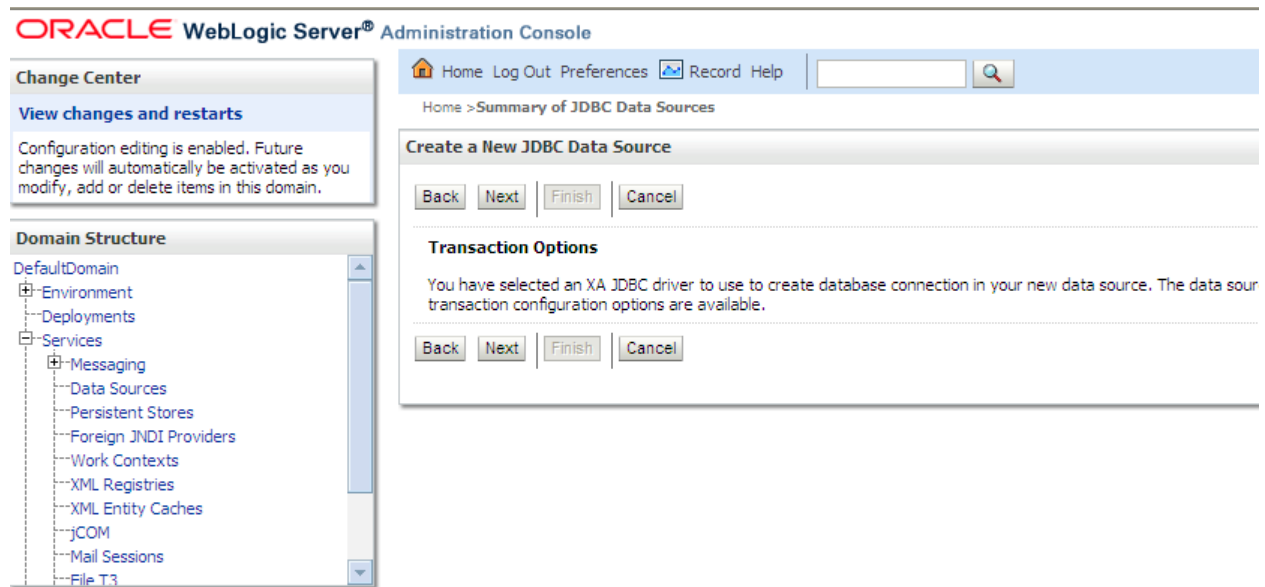 ORACLE WebLogic Server® Administration Console
Change Center
View changes and restarts
Configuration editing is enabled. Future
changes will automatically be activated as you
modify, add or delete items in this domain.
Domain Structure
DefaultDomain
Environment
Deployments
Services
Messaging
Data Sources
Persistent Stores
Foreign JNDI Providers
Work Contexts
XML Registries
XML Entity Caches
jCOM
Mail Sessions
File T3
Home Log Out Preferences Record Help
Home >Summary of JDBC Data Sources
Create a New JDBC Data Source
Back Next Finish Cancel
Transaction Options
You have selected an XA JDBC driver to use to create database connection in your new data source. The data sour
transaction configuration options are available.
Back Next Finish Cancel